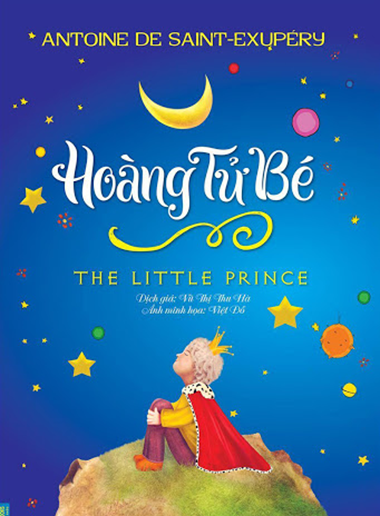 ANTOINE DE SAINT-EXUPÉRY
Hoàng Tử Bé
THE LITTLE PRINCE
Dịch giả: Vũ Thị Thu Hà
Ảnh minh họa: Việt Đỗ